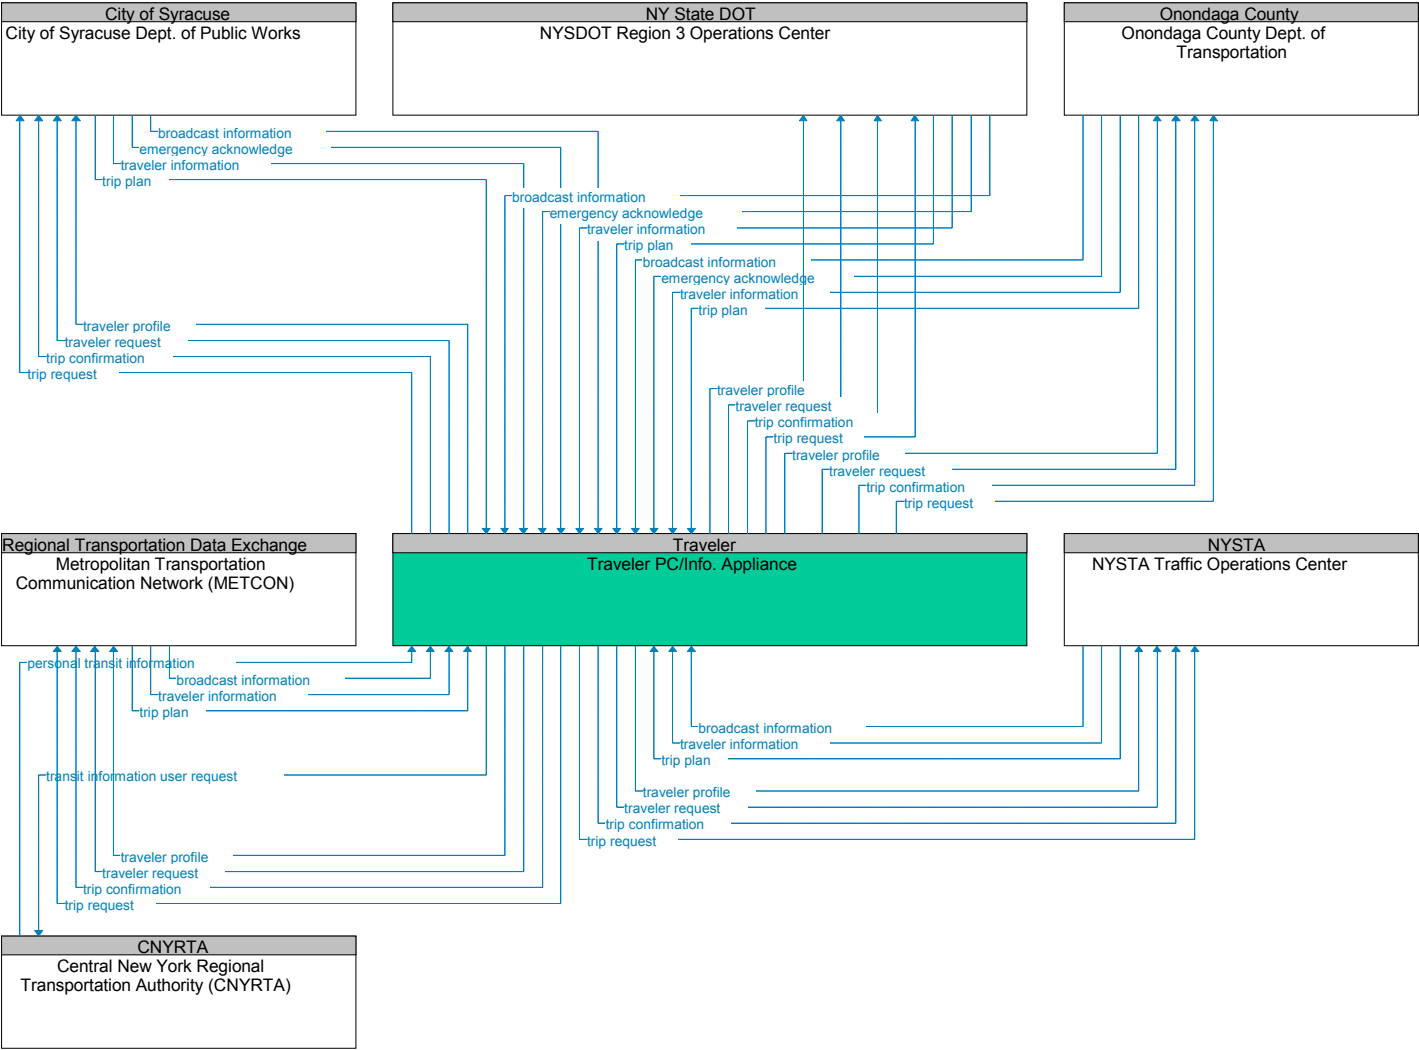 City of Syracuse
City of Syracuse Dept. of Public Works
NY State DOT
NYSDOT Region 3 Operations Center
Onondaga County
Onondaga County Dept. of
Transportation
broadcast information
emergency acknowledge
traveler information
trip plan
broadcast information
emergency acknowledge
traveler information
trip plan
broadcast information
emergency acknowledge
traveler information
trip plan
traveler profile
traveler request
trip confirmation
trip request
traveler profile
traveler request
trip confirmation
trip request
traveler profile
traveler request
trip confirmation
trip request
Regional Transportation Data Exchange
Metropolitan Transportation
Communication Network (METCON)
Traveler
Traveler PC/Info. Appliance
NYSTA
NYSTA Traffic Operations Center
personal transit information
broadcast information
traveler information
trip plan
broadcast information
traveler information
trip plan
transit information user request
traveler profile
traveler request
trip confirmation
trip request
traveler profile
traveler request
trip confirmation
trip request
CNYRTA
Central New York Regional
Transportation Authority (CNYRTA)